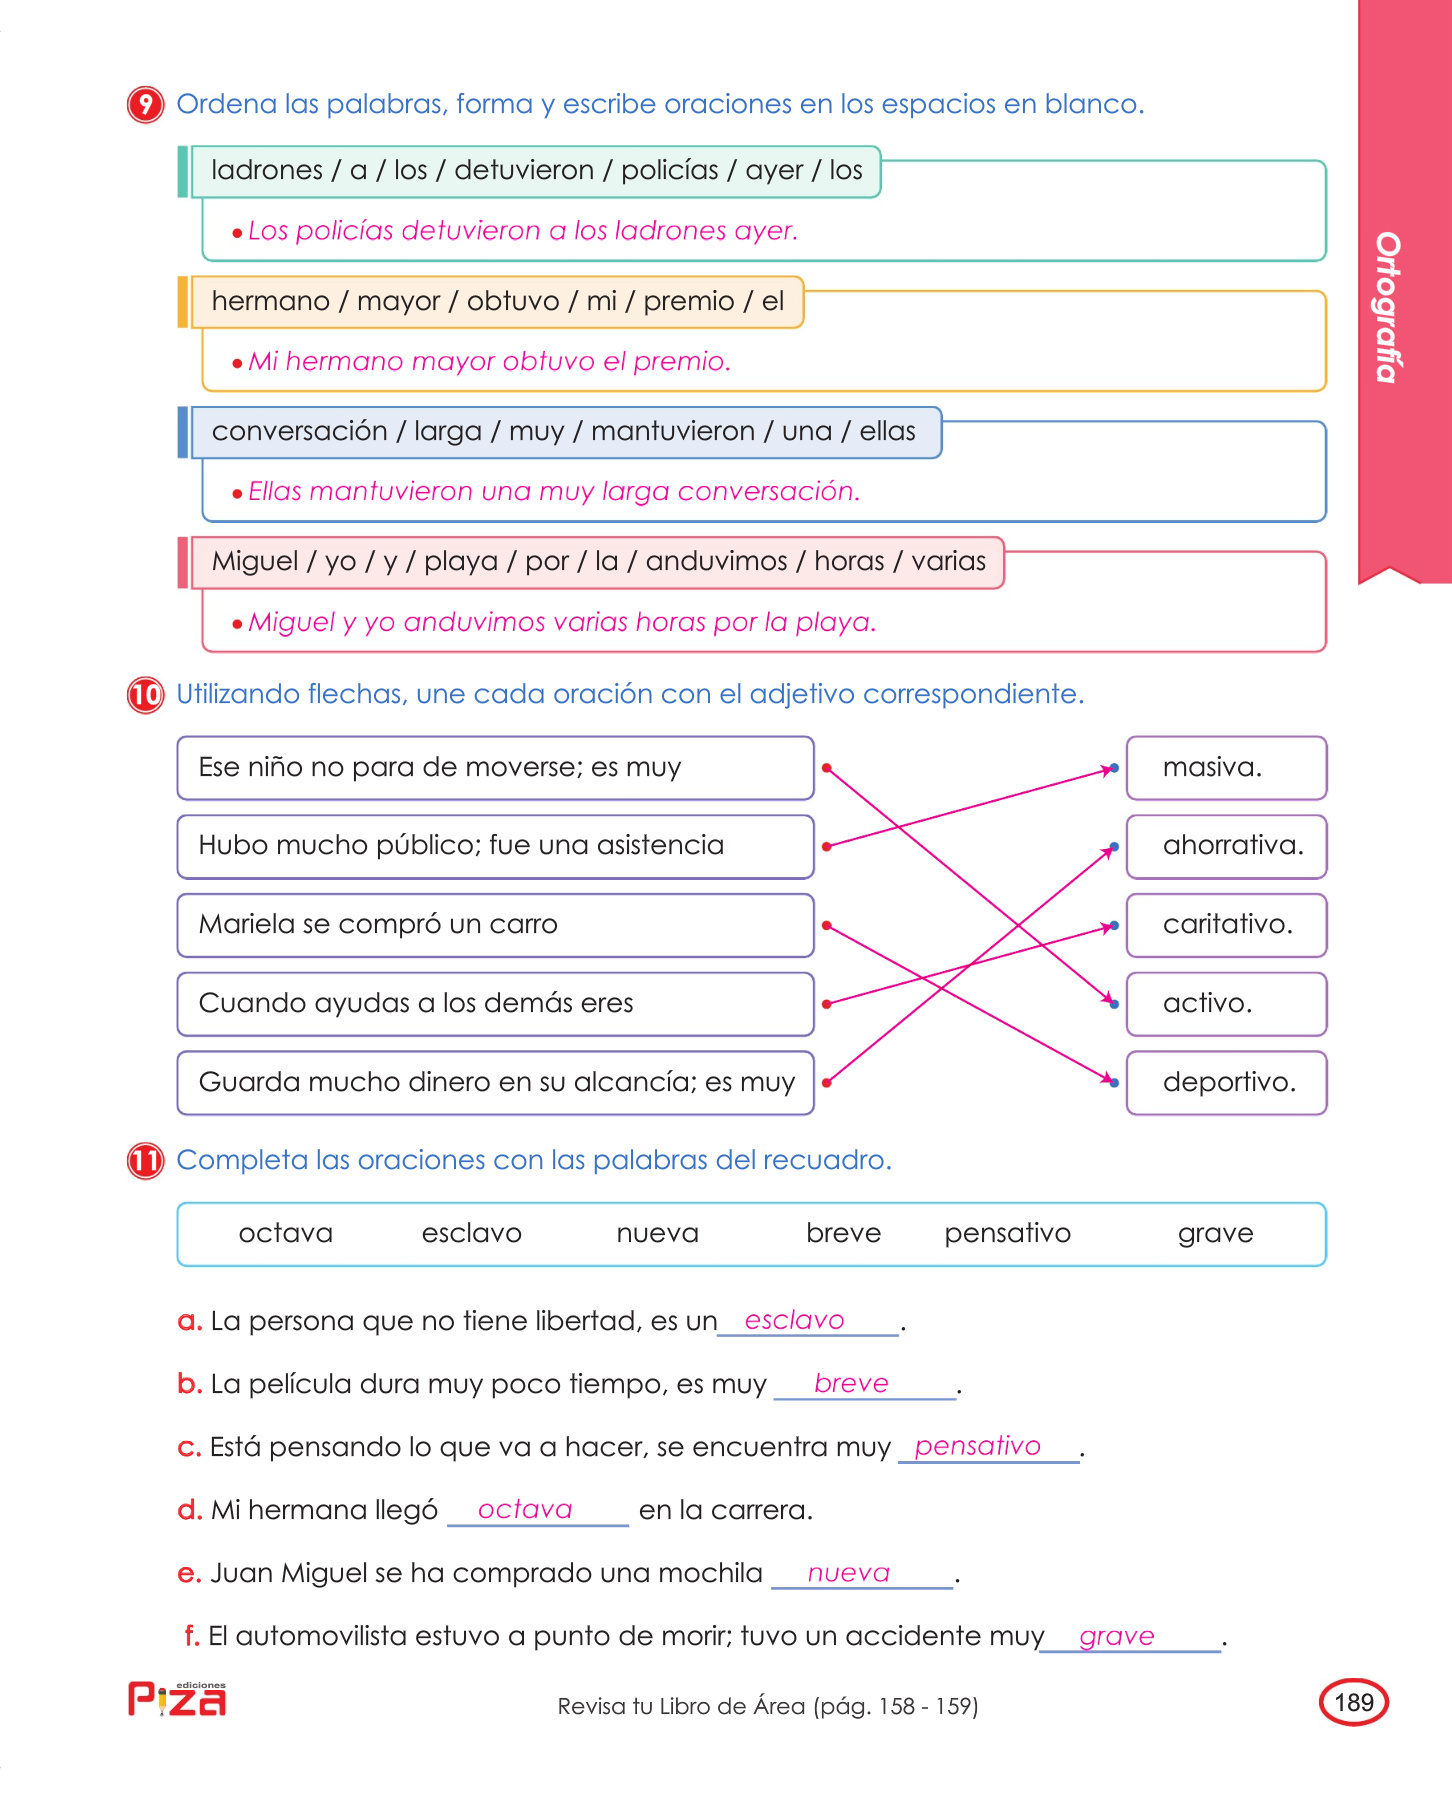 9 Ordena las palabras, forma y escribe oraciones en los espacios en blanco.
ladrones / a / los / detuvieron / policías / ayer / los
• Los policías detuvieron a los ladrones ayer.
hermano / mayor / obtuvo / mi / premio / el
• Mi hermano mayor obtuvo el premio.
conversación / larga / muy / mantuvieron / una / ellas
• Ellas mantuvieron una muy larga conversación.
Miguel / yo / y / playa / por / la / anduvimos / horas / varias
• Miguel y yo anduvimos varias horas por la playa.
Ortografía
10 Utilizando flechas, une cada oración con el adjetivo correspondiente.
Ese niño no para de moverse; es muy
masiva.
Hubo mucho público; fue una asistencia
ahorrativa.
Mariela se compró un carro
caritativo.
Cuando ayudas a los demás eres
activo.
Guarda mucho dinero en su alcancía; es muy
deportivo.
11 Completa las oraciones con las palabras del recuadro.
octava esclavo nueva breve pensativo grave
a. La persona que no tiene libertad, es un esclavo.
b. La película dura muy poco tiempo, es muy breve.
c. Está pensando lo que va a hacer, se encuentra muy pensativo.
d. Mi hermana llegó octava en la carrera.
e. Juan Miguel se ha comprado una mochila nueva.
f. El automovilista estuvo a punto de morir; tuvo un accidente muy grave.
ediciones
Piza
Revisa tu Libro de Área (pág. 158 - 159)
189